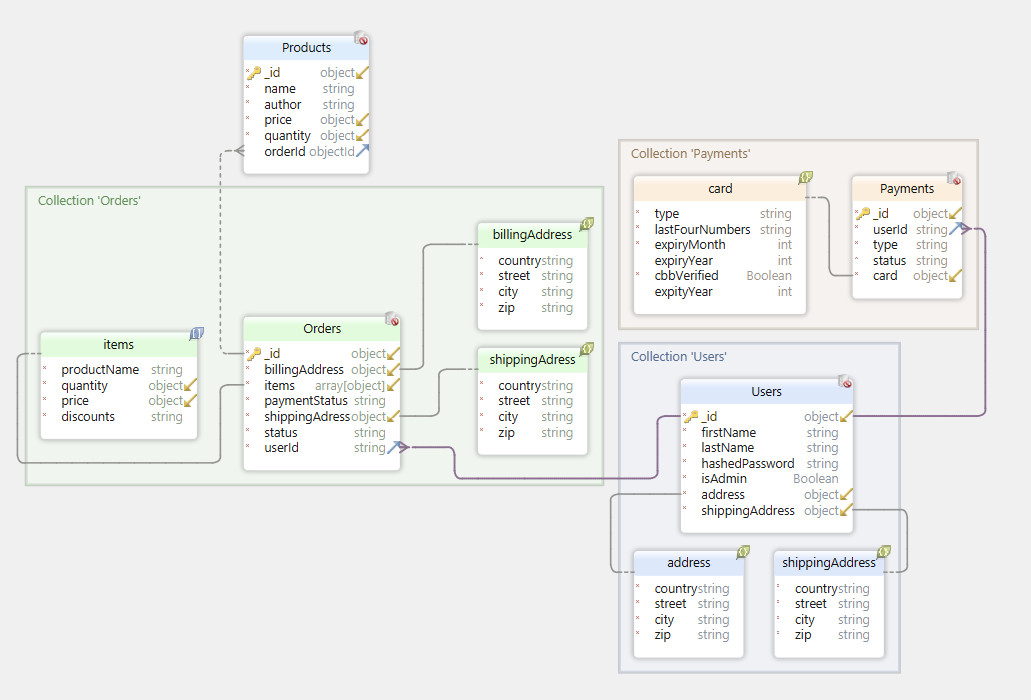 Products
_id object
name string
author string
price object
quantity object
orderId objectId
Collection 'Orders'
billingAddress
country string
street string
city string
zip string
items
productName string
quantity object
price object
discounts string
Orders
_id object
billingAddress object
items array[object]
paymentStatus string
shippingAdress object
status string
userId string
shippingAdress
country string
street string
city string
zip string
Collection 'Payments'
card
type string
lastFourNumbers string
expiryMonth int
expiryYear int
cbbVerified Boolean
expityYear int
Payments
_id object
userId string
type string
status string
card object
Collection 'Users'
Users
_id object
firstName string
lastName string
hashedPassword string
isAdmin Boolean
address object
shippingAddress object
address
country string
street string
city string
zip string
shippingAddress
country string
street string
city string
zip string